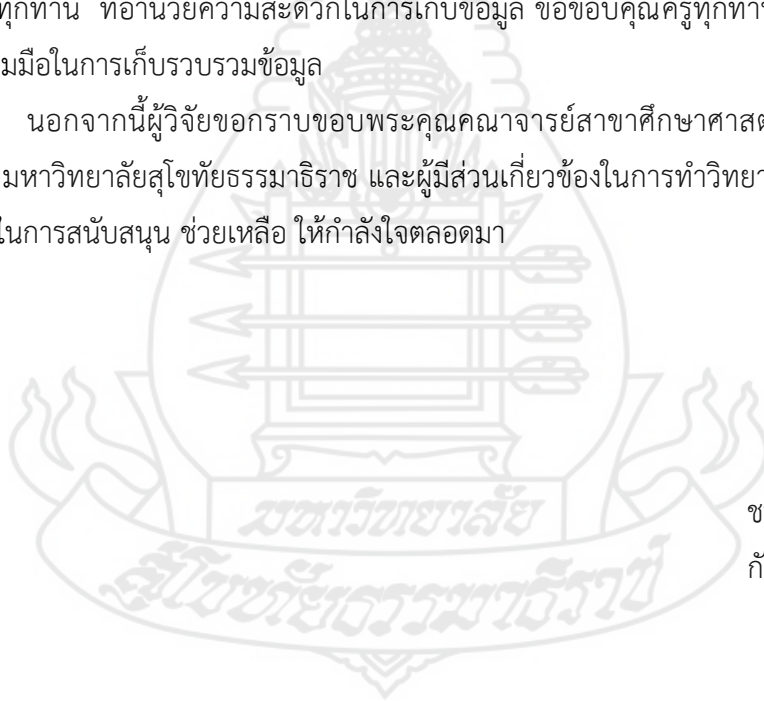 ทุกท่าน ที่อำนวยความสะดวกในการเก็บข้อมูล ขอขอบคุณครูทุกท่าน
มมือในการเก็บรวบรวมข้อมูล
นอกจากนี้ผู้วิจัยขอกราบขอบพระคุณคณาจารย์สาขาศึกษาศาสต
มหาวิทยาลัยสุโขทัยธรรมาธิราช และผู้มีส่วนเกี่ยวข้องในการทำวิทยา
ในการสนับสนุน ช่วยเหลือ ให้กำลังใจตลอดมา
มหาวิทยาลัย
สุโขทัยธรรมาธิราช
ช
กั